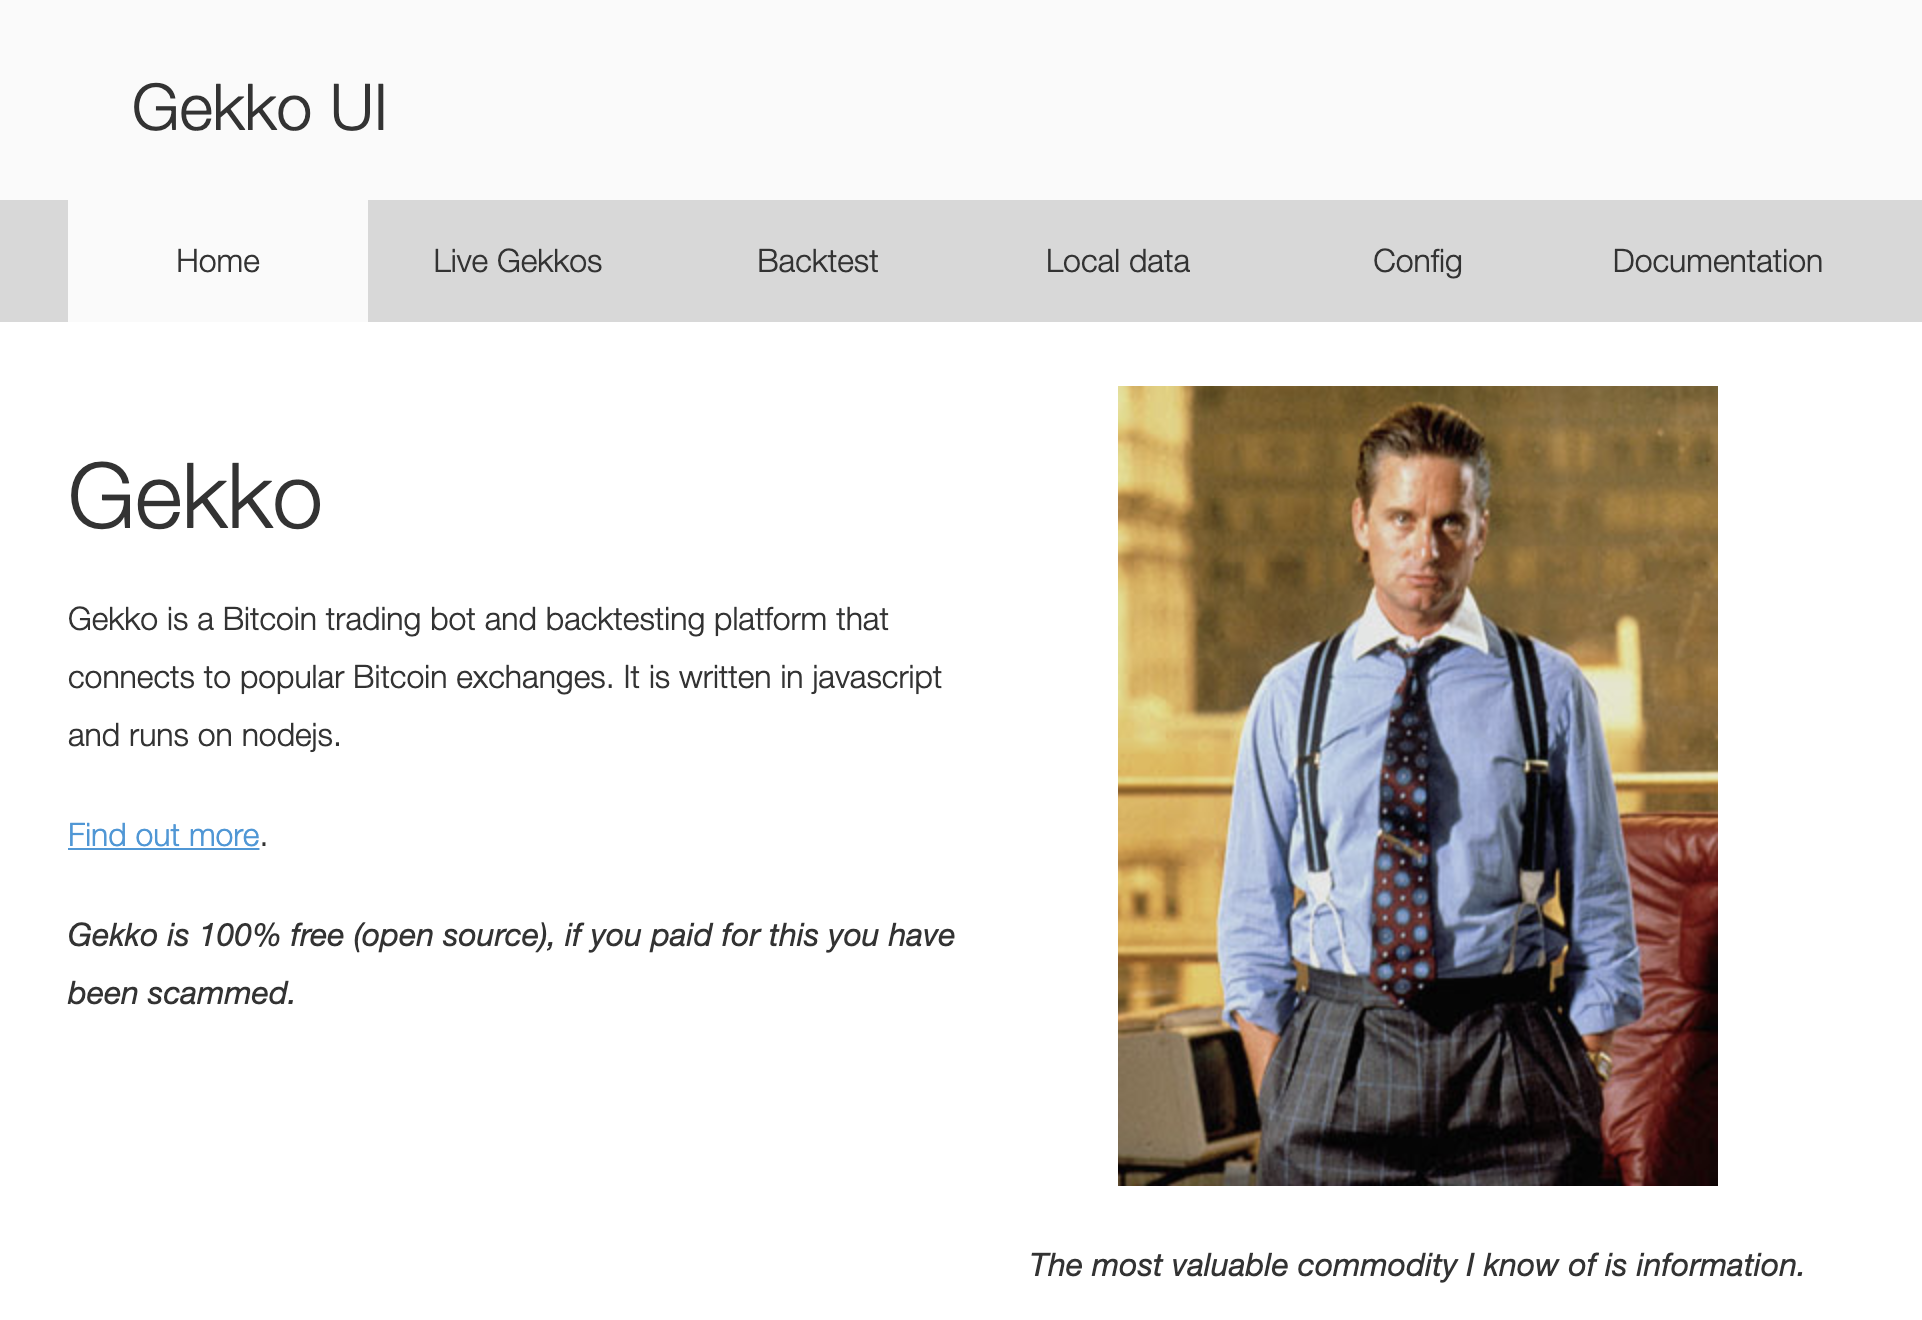 Gekko UI
Home Live Gekkos Backtest Local data Config Documentation
Gekko
Gekko is a Bitcoin trading bot and backtesting platform that
connects to popular Bitcoin exchanges. It is written in javascript
and runs on nodejs.
Find out more.
Gekko is 100% free (open source), if you paid for this you have
been scammed.
The most valuable commodity I know of is information.